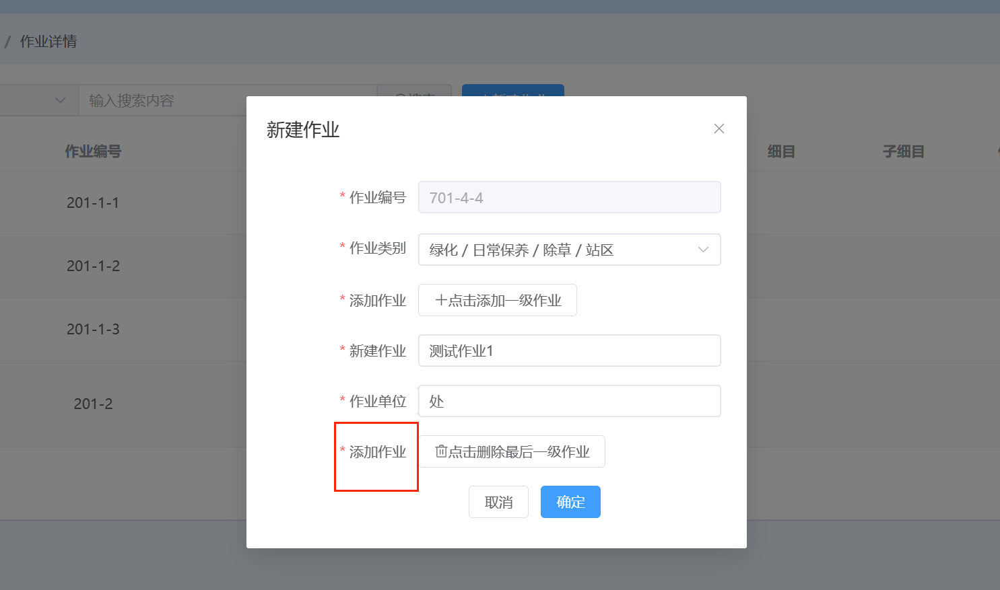 / 作业详情
输入搜索内容
新建作业
作业编号
细目
子细目
* 作业编号 701-4-4
201-1-1
* 作业类别 绿化 / 日常保养 / 除草 / 站区
201-1-2
* 添加作业 +点击添加一级作业
201-1-3
* 新建作业 测试作业1
201-2
* 作业单位 处
* 添加作业 点击删除最后一级作业
取消 确定